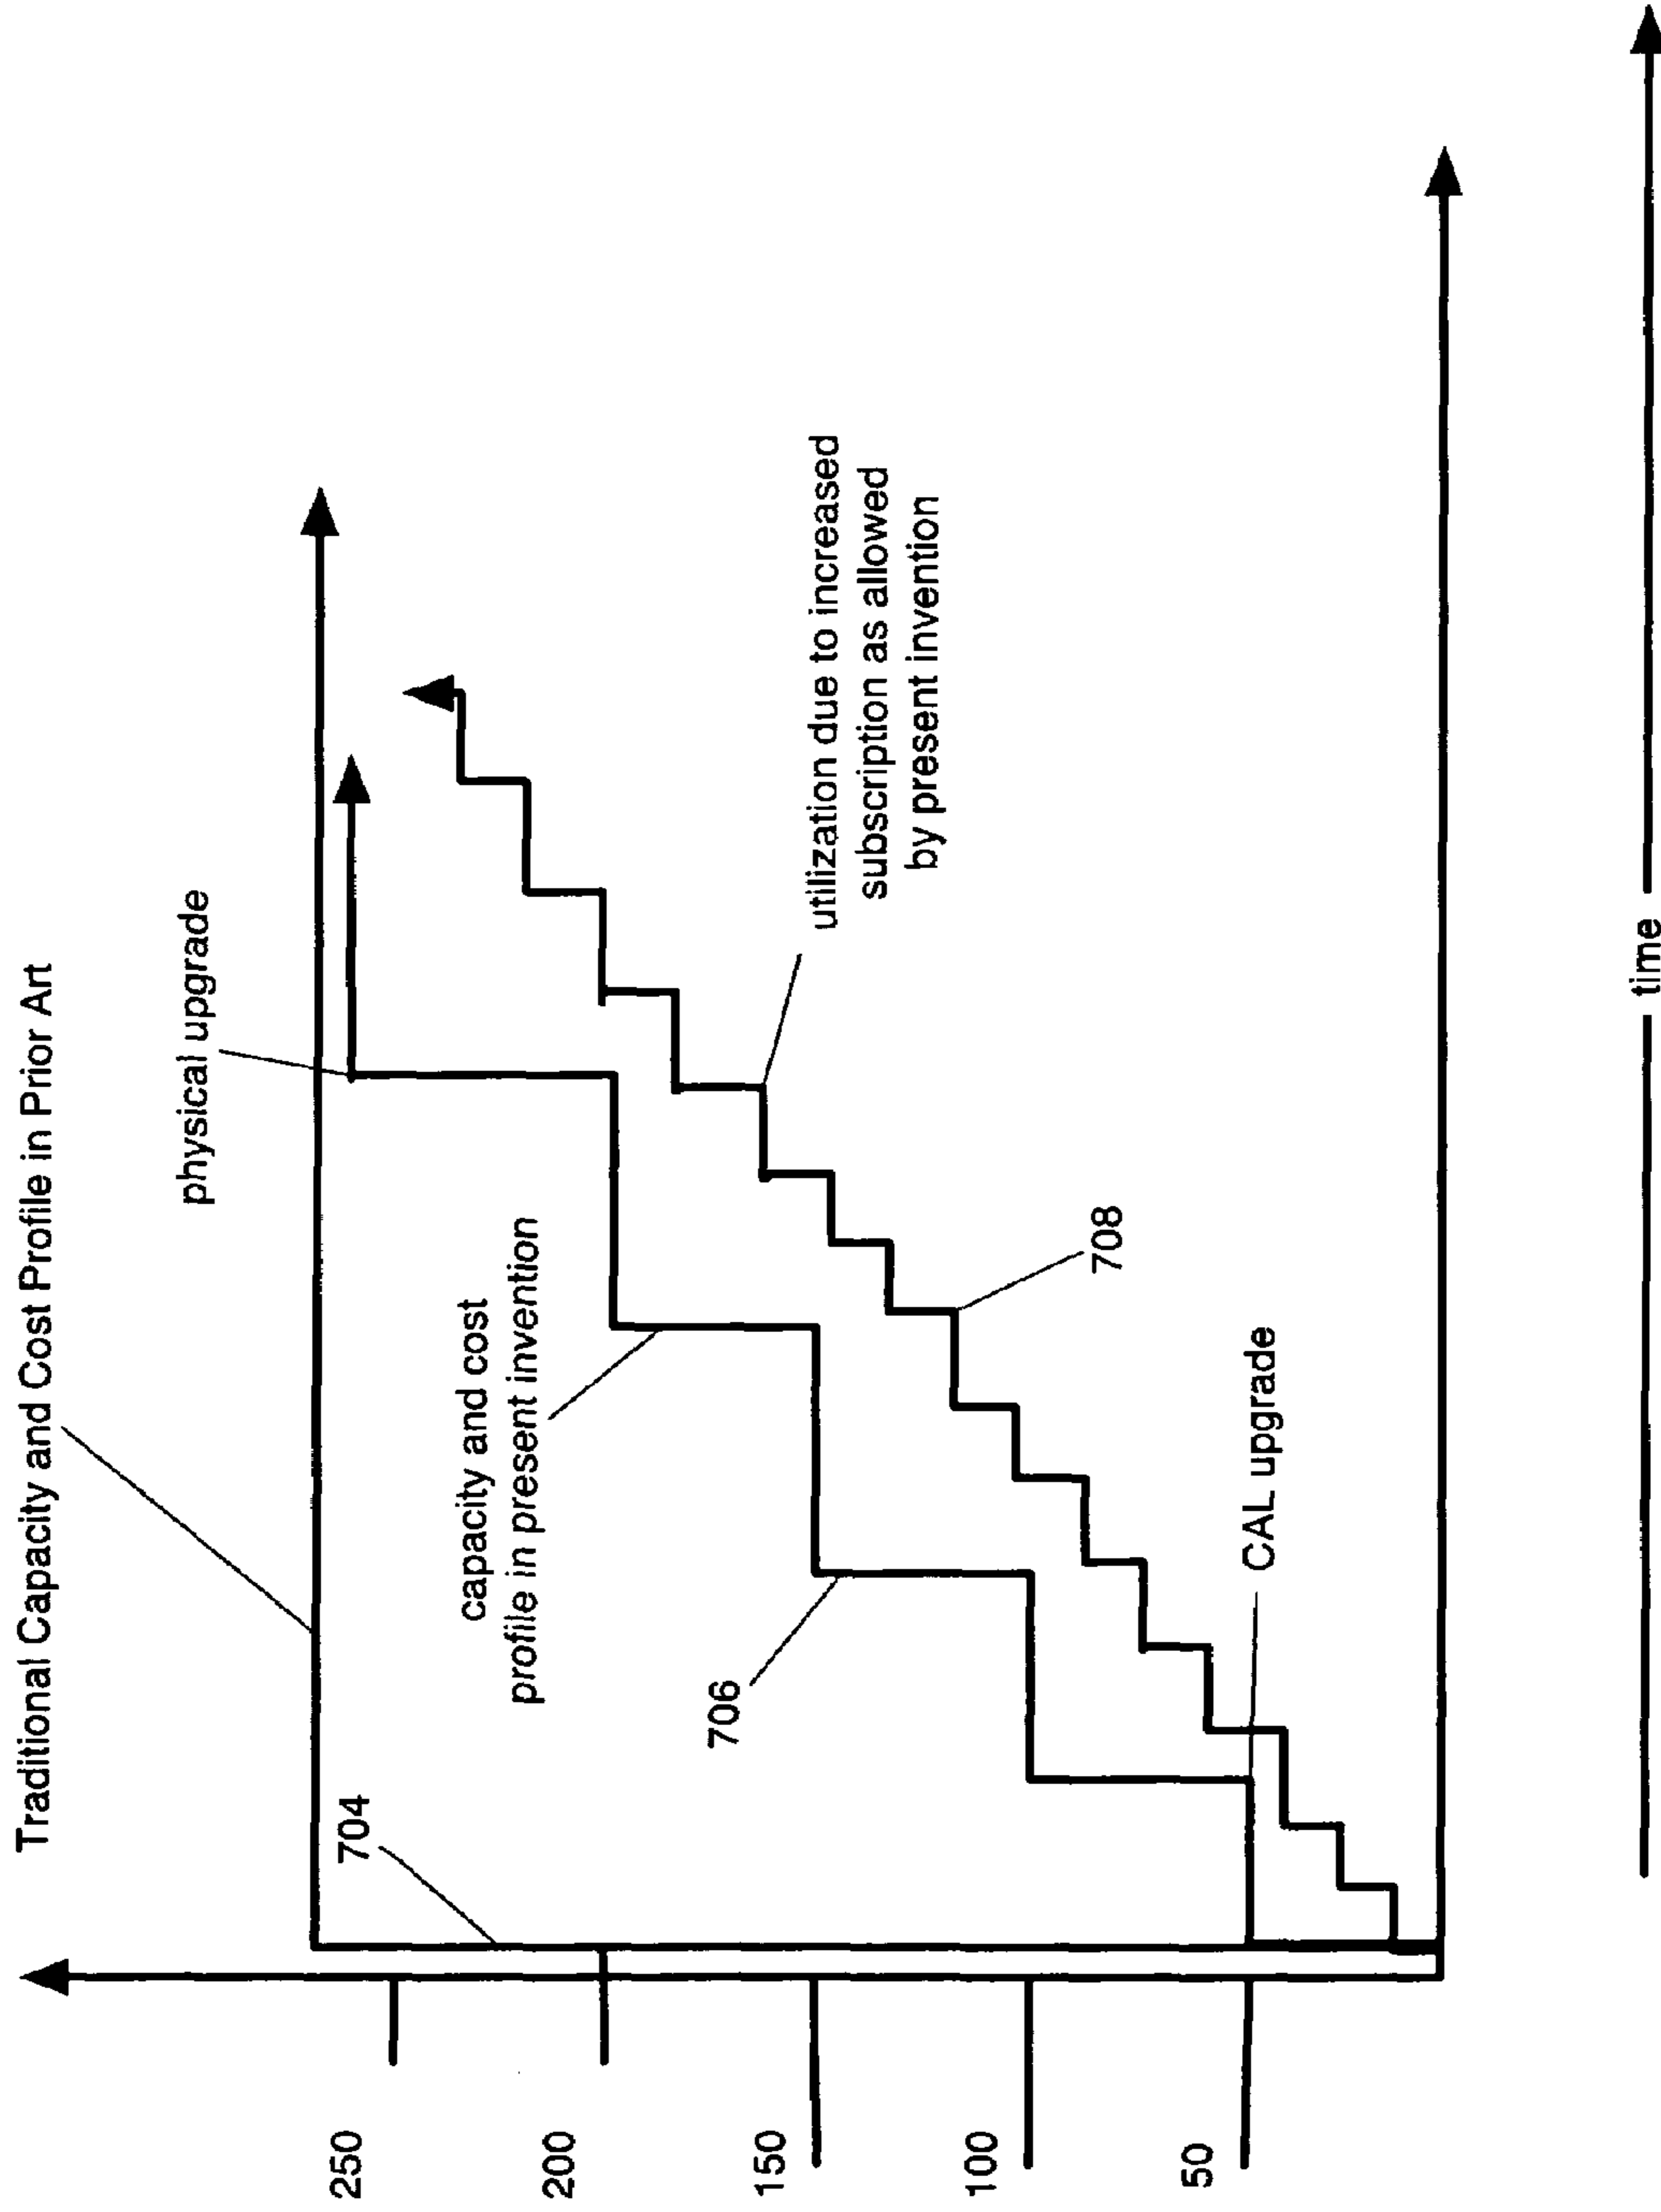 Traditional Capacity and Cost Profile in Prior Art
physical upgrade
704
capacity and cost
profile in present invention
706
utilization due to increased
subscription as allowed
by present invention
708
CAL upgrade
250
200
150
100
50
time